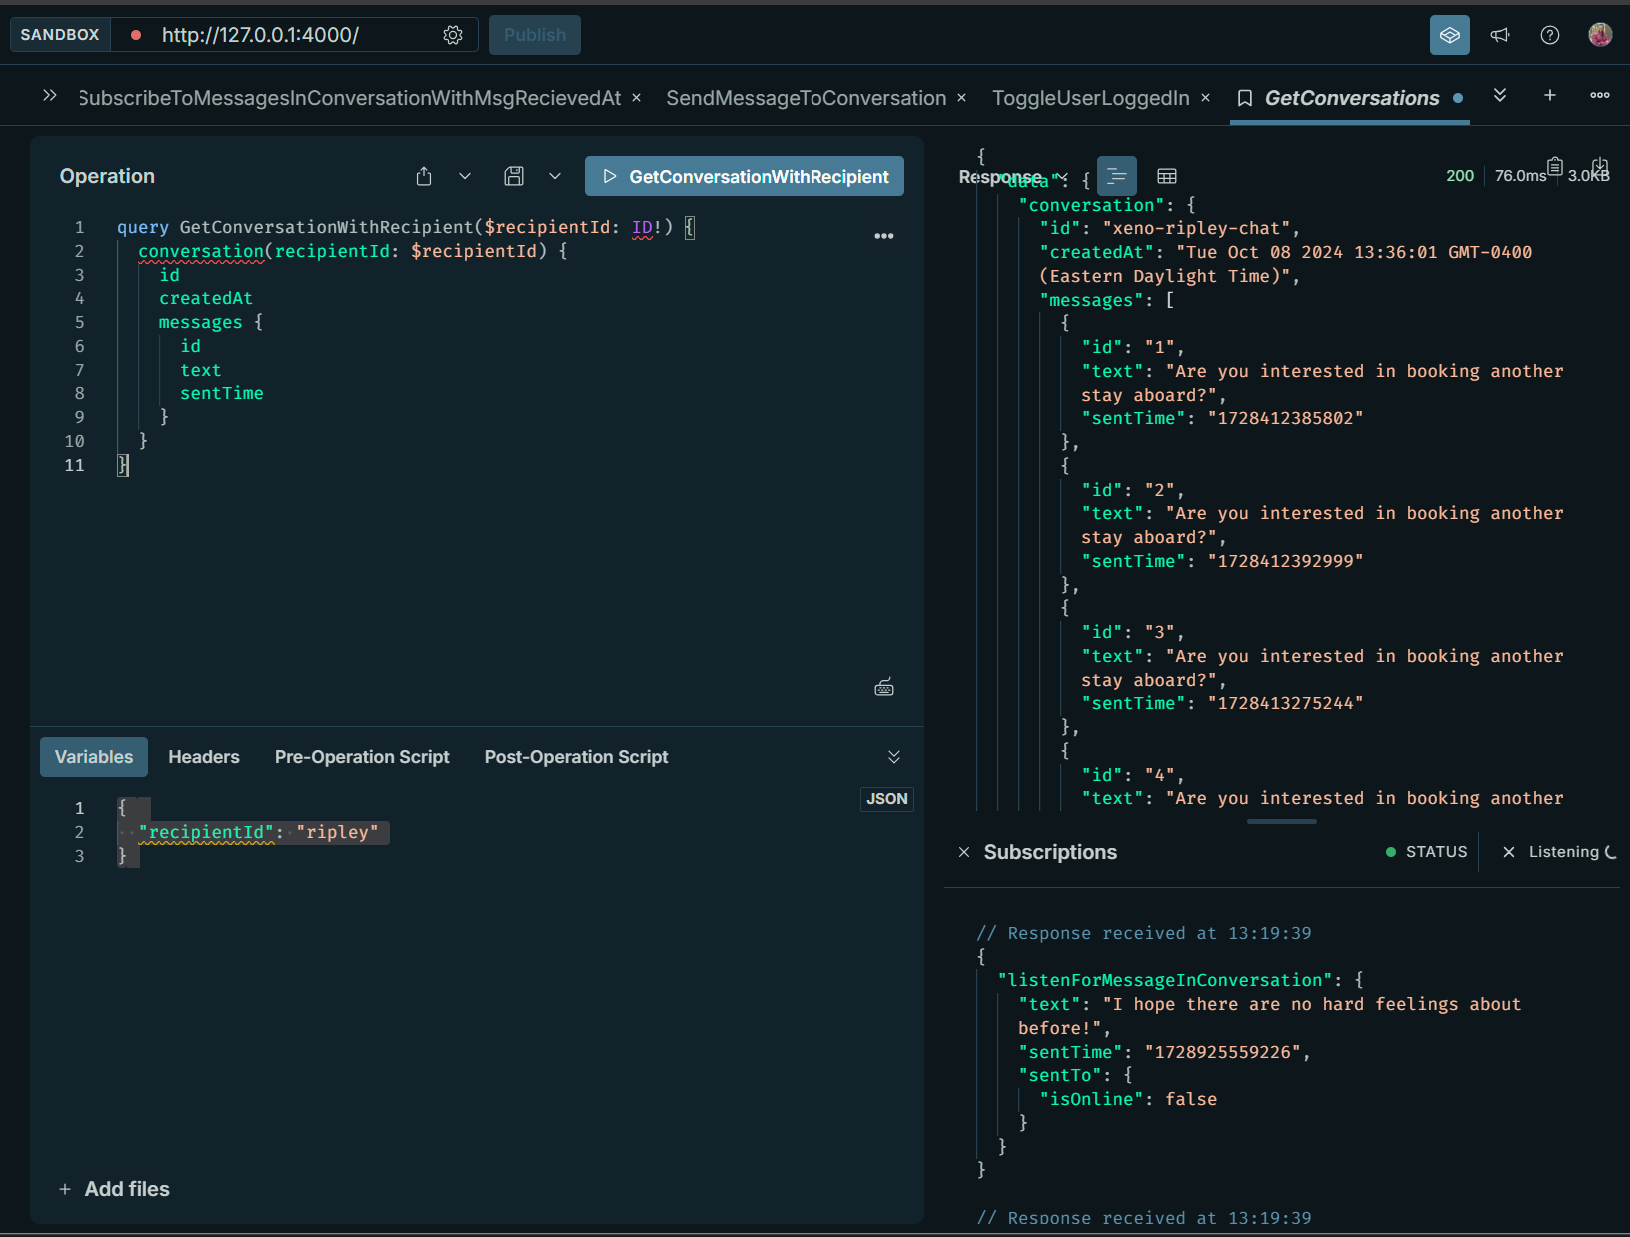 SANDBOX http://127.0.0.1:4000/ Publish
SubscribeToMessagesInConversationWithMsgRecievedAt × SendMessageToConversation × ToggleUserLoggedIn × GetConversations
Operation
GetConversationWithRecipient
1 query GetConversationWithRecipient($recipientId: ID!) {
2 conversation(recipientId: $recipientId) {
3 id
4 createdAt
5 messages {
6 id
7 text
8 sentTime
9 }
10 }
11 }
Variables Headers Pre-Operation Script Post-Operation Script
JSON
1 {
2 "recipientId": "ripley"
3 }
+ Add files
Response 200 76.0ms 3.0KB
{
"data": {
"conversation": {
"id": "xeno-ripley-chat",
"createdAt": "Tue Oct 08 2024 13:36:01 GMT-0400
(Eastern Daylight Time)",
"messages": [
{
"id": "1",
"text": "Are you interested in booking another
stay aboard?",
"sentTime": "1728412385802"
},
{
"id": "2",
"text": "Are you interested in booking another
stay aboard?",
"sentTime": "1728412392999"
},
{
"id": "3",
"text": "Are you interested in booking another
stay aboard?",
"sentTime": "1728413275244"
},
{
"id": "4",
"text": "Are you interested in booking another
Subscriptions STATUS Listening
// Response received at 13:19:39
{
"listenForMessageInConversation": {
"text": "I hope there are no hard feelings about
before!",
"sentTime": "1728925559226",
"sentTo": {
"isOnline": false
}
}
}
// Response received at 13:19:39